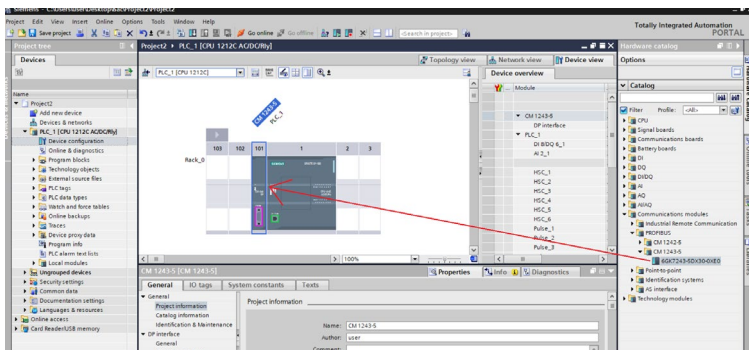 Siemens - C:\Users\user\Desktop\Bac\Project2\Project2
Project Edit View Insert Online Options Tools Window Help
Totally Integrated Automation
PORTAL
Save project
Go online
Go offline
<Search in project>
Project tree
Project2 › PLC_1 [CPU 1212C AC/DC/Rly]
Hardware catalog
Devices
Topology view
Network view
Device view
Options
PLC_1 [CPU 1212C]
Device overview
Name
Project2
Add new device
Devices & networks
PLC_1 [CPU 1212C AC/DC/Rly]
Device configuration
Online & diagnostics
Program blocks
Technology objects
External source files
PLC tags
PLC data types
Watch and force tables
Online backups
Traces
Device proxy data
Program info
PLC alarm text lists
Local modules
Ungrouped devices
Security settings
Common data
Documentation settings
Languages & resources
Online access
Card Reader/USB memory
CM 1243-5
PLC_1
103 102 101 1 2 3
Rack_0
100%
Module
CM 1243-5
DP interface
PLC_1
DI 8/DQ 6_1
AI 2_1
HSC_1
HSC_2
HSC_3
HSC_4
HSC_5
HSC_6
Pulse_1
Pulse_2
Pulse_3
Catalog
Filter Profile: <All>
CPU
Signal boards
Communications boards
Battery boards
DI
DQ
DI/DQ
AI
AQ
AI/AQ
Communications modules
Industrial Remote Communication
PROFIBUS
CM 1242-5
CM 1243-5
6GK7243-5DX30-0XE0
Point-to-point
Identification systems
AS interface
Technology modules
Hardware catalog
CM 1243-5 [CM 1243-5]
Properties
Info
Diagnostics
General IO tags System constants Texts
General
Project information
Catalog information
Identification & Maintenance
DP interface
General
Project information
Name: CM 1243-5
Author: user
Comment: